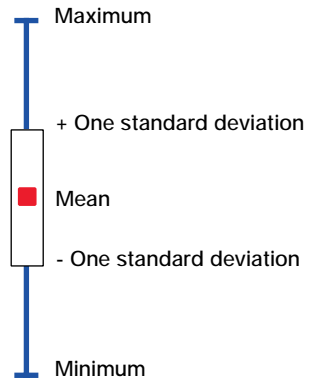 Maximum
+ One standard deviation
Mean
- One standard deviation
Minimum